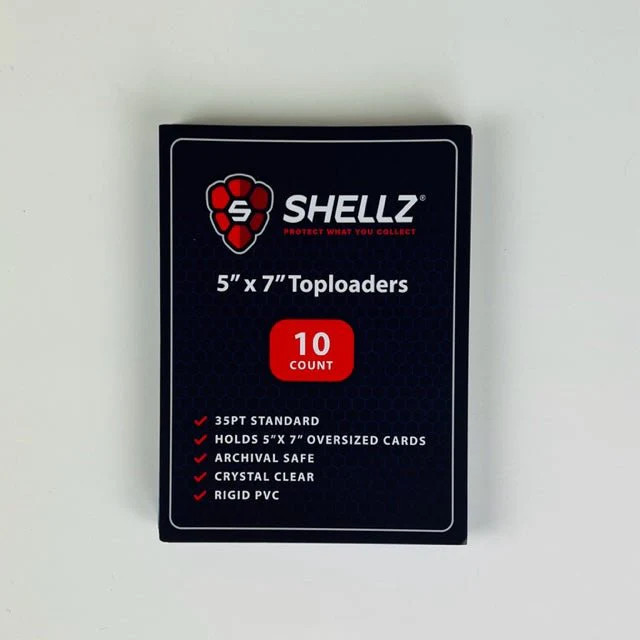 S
SHELLZ®
PROTECT WHAT YOU COLLECT
5” x 7” Toploaders
10
COUNT
35PT STANDARD
HOLDS 5”X 7” OVERSIZED CARDS
ARCHIVAL SAFE
CRYSTAL CLEAR
RIGID PVC